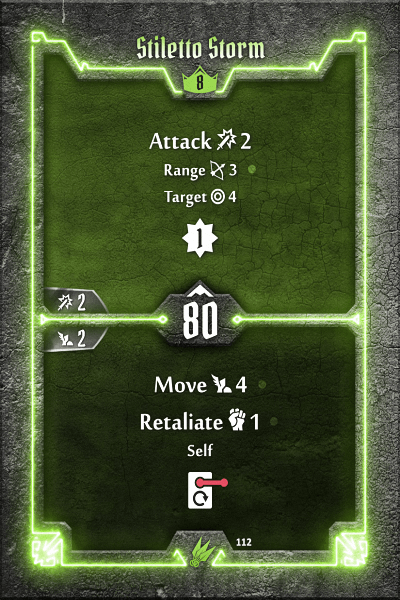 Stiletto Storm
8
Attack 2
Range 3
Target 4
1
2
80
2
Move 4
Retaliate 1
Self
112